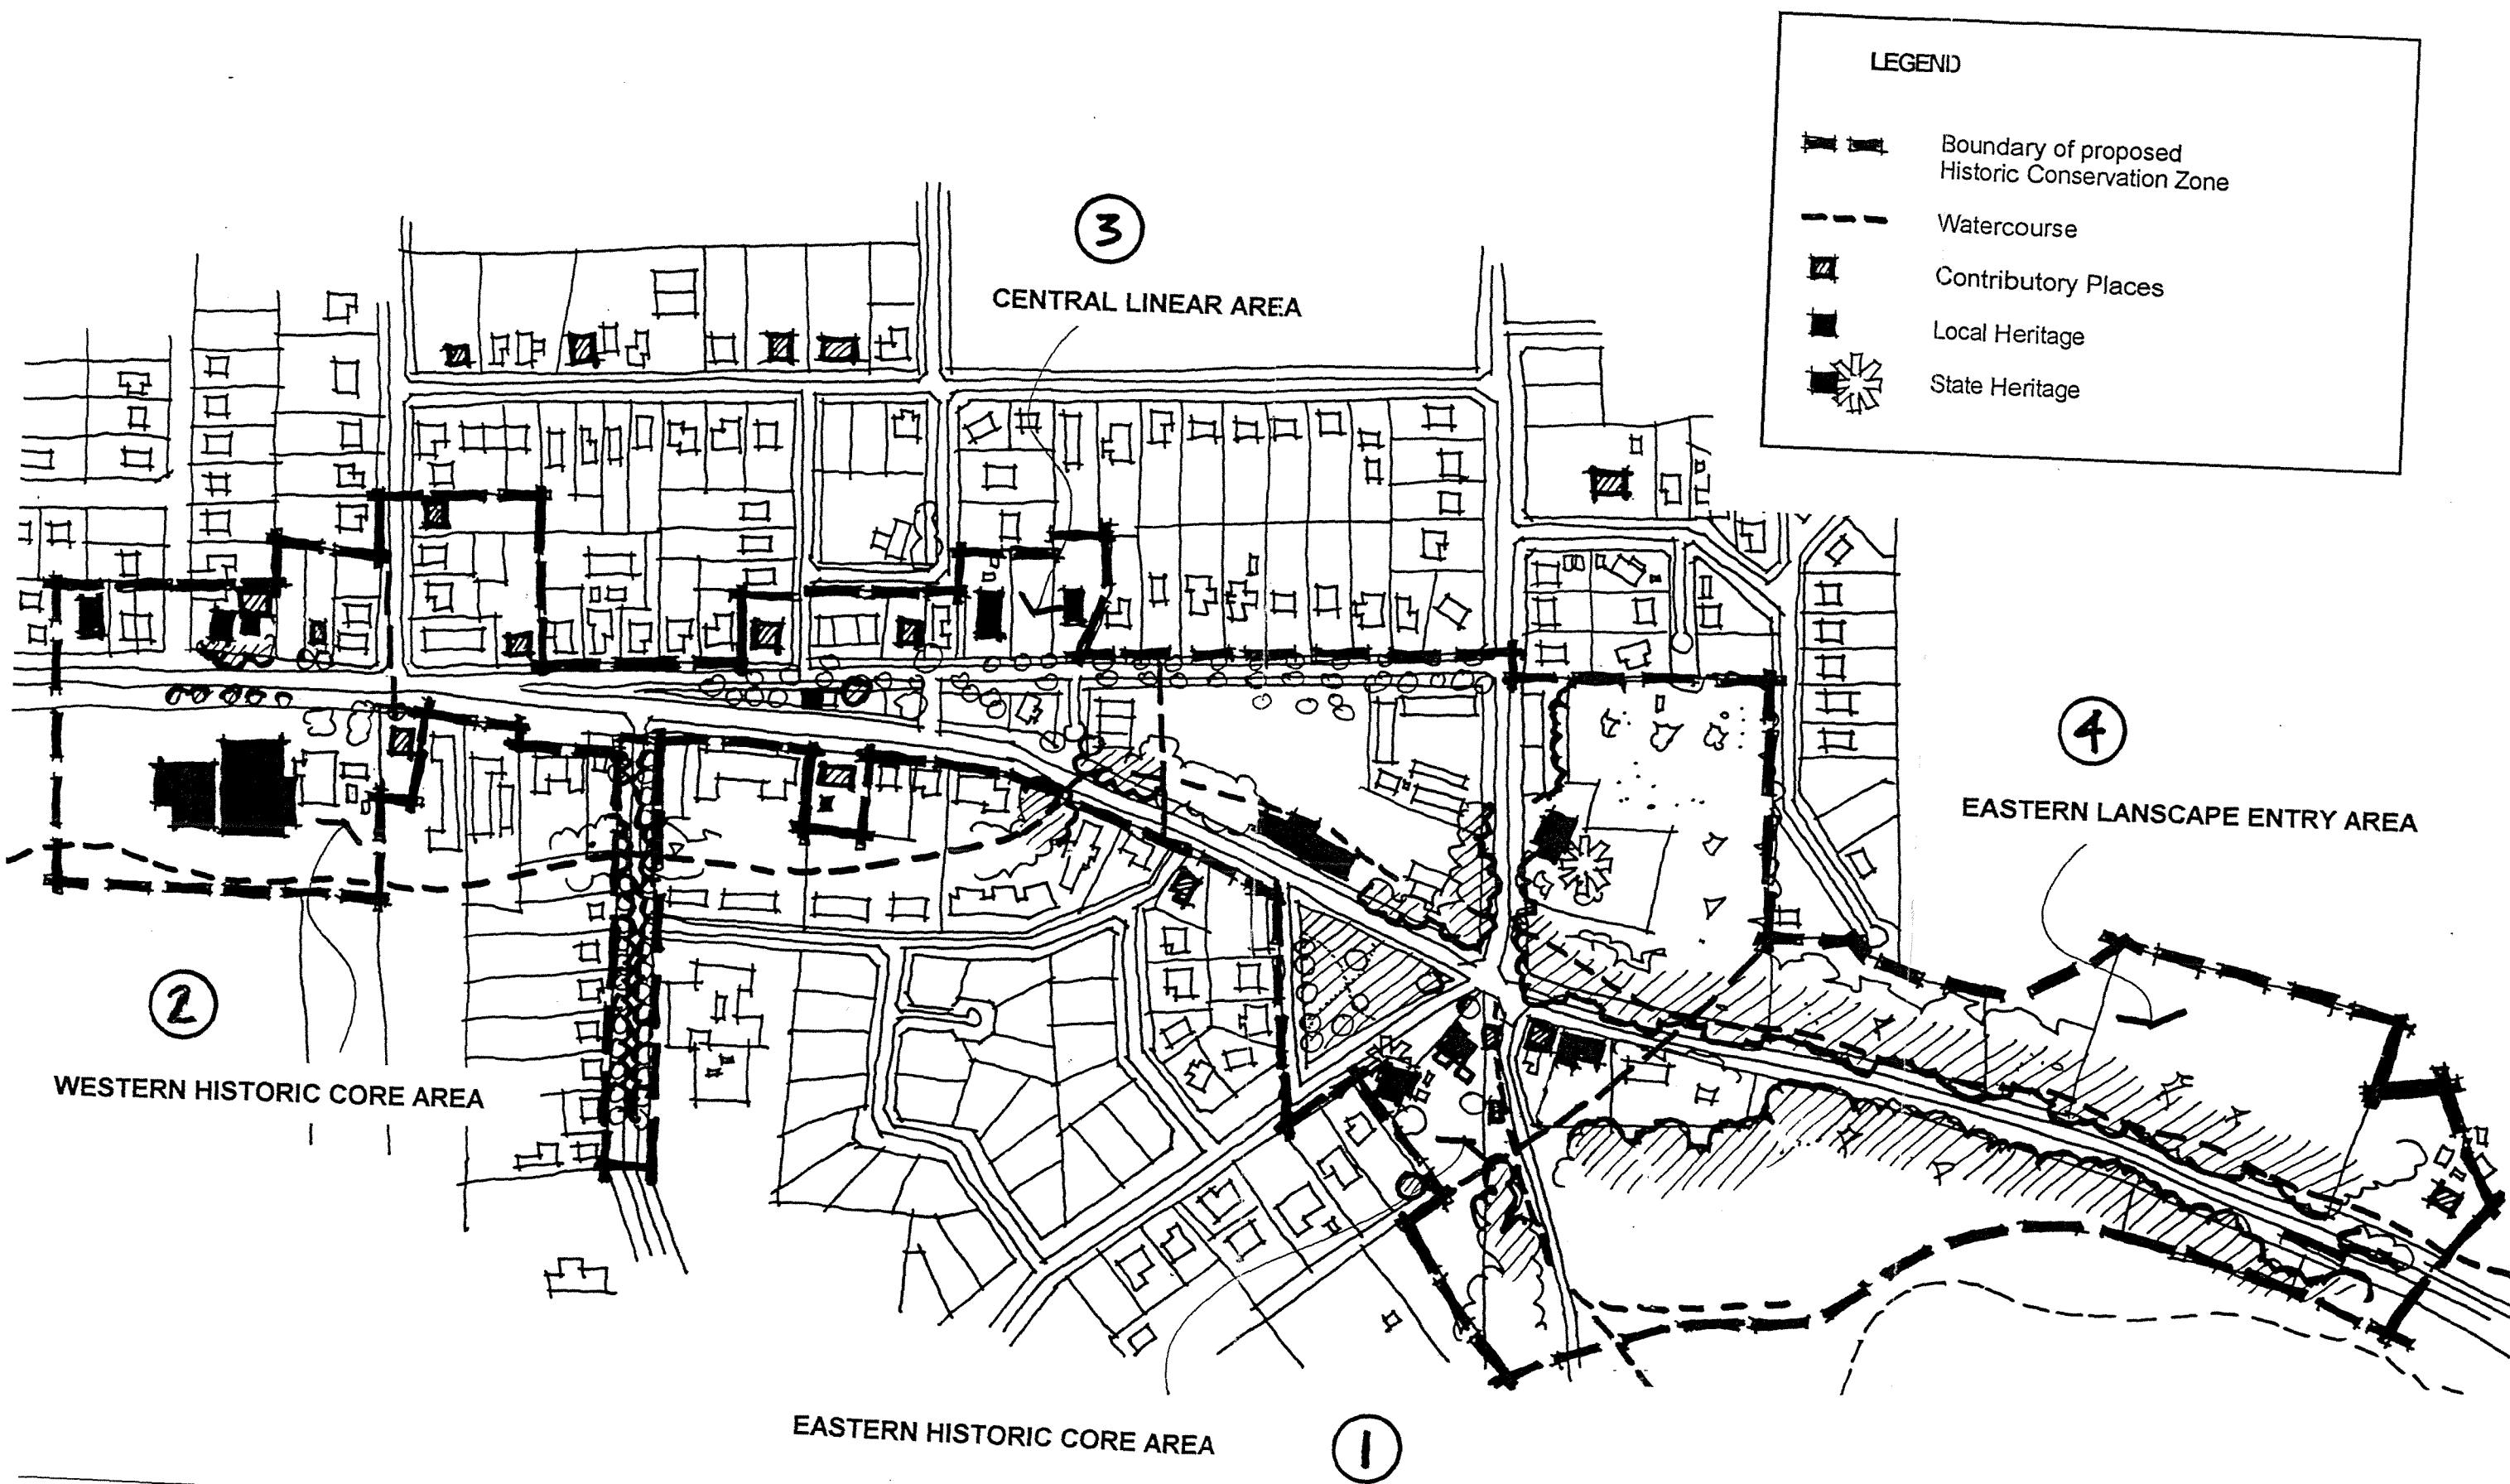 LEGEND
Boundary of proposed
Historic Conservation Zone
Watercourse
Contributory Places
Local Heritage
State Heritage
3
CENTRAL LINEAR AREA
4
EASTERN LANSCAPE ENTRY AREA
2
WESTERN HISTORIC CORE AREA
EASTERN HISTORIC CORE AREA
1